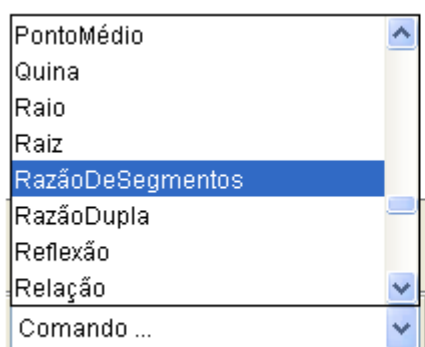 PontoMédio
Quina
Raio
Raiz
RazãoDeSegmentos
RazãoDupla
Reflexão
Relação
Comando ...